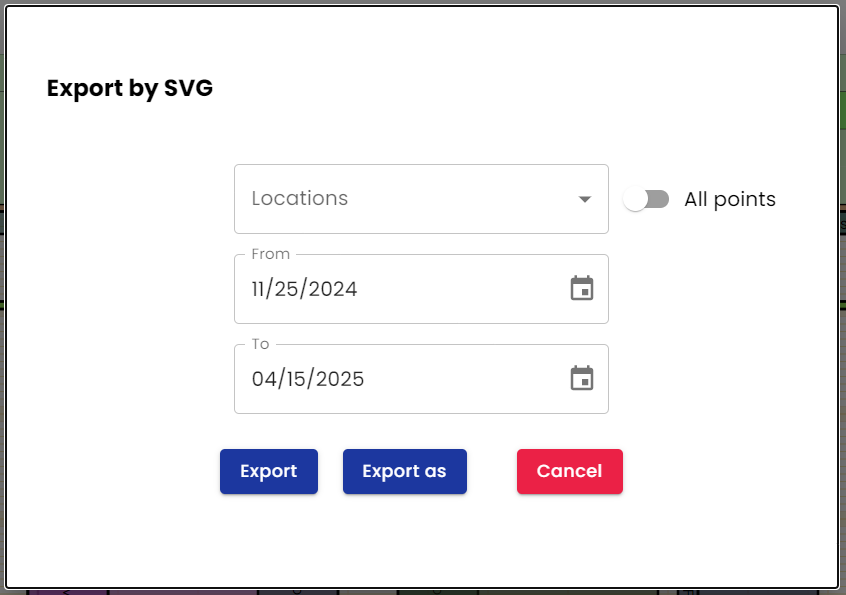 Export by SVG
Locations
All points
From
11/25/2024
To
04/15/2025
Export
Export as
Cancel